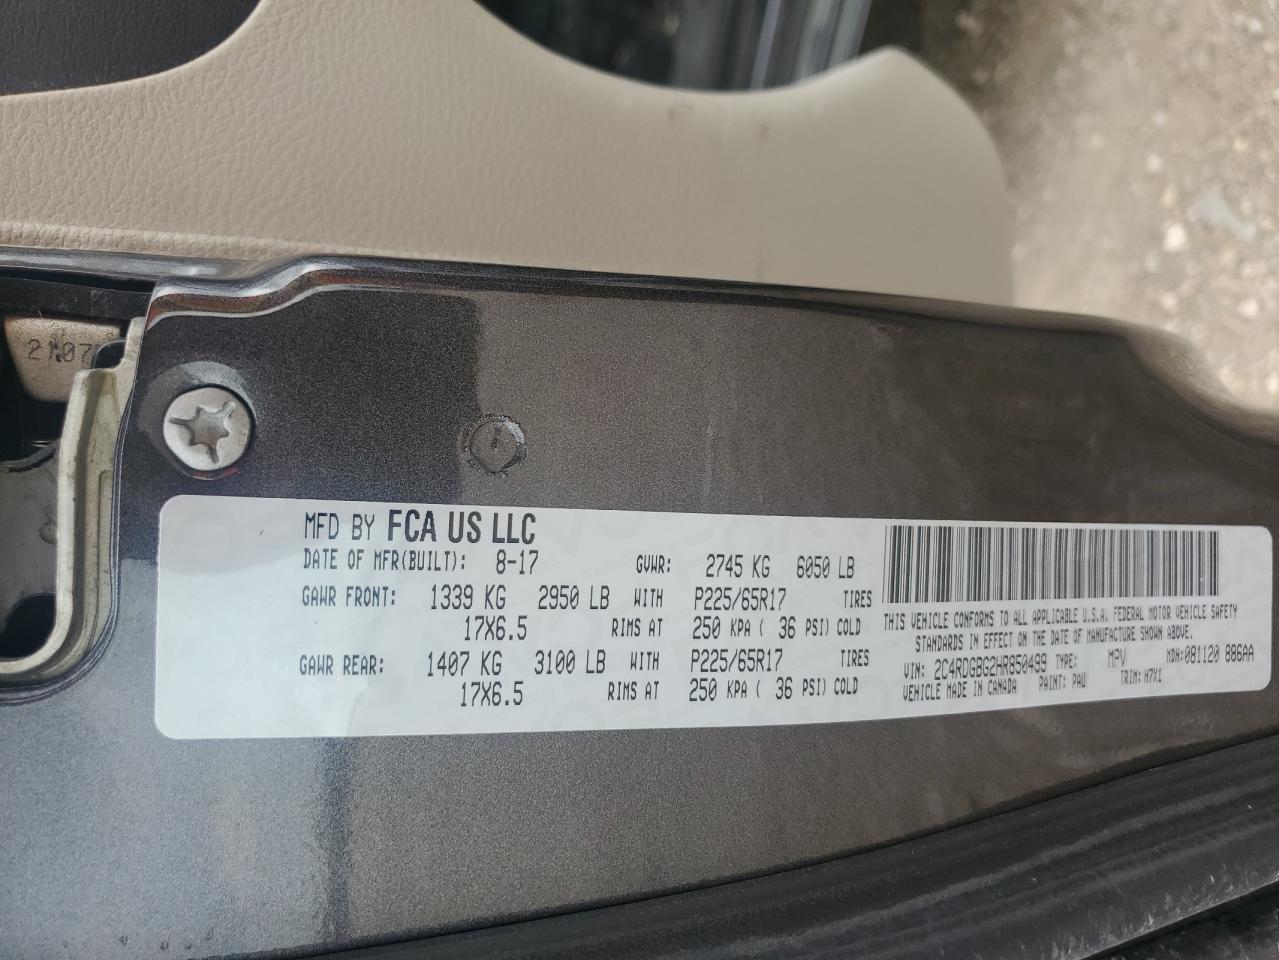 21071
MFD BY FCA US LLC
DATE OF MFR(BUILT): 8-17 GVWR: 2745 KG 6050 LB
GAWR FRONT: 1339 KG 2950 LB WITH P225/65R17 TIRES
17X6.5 RIMS AT 250 KPA ( 36 PSI) COLD
GAWR REAR: 1407 KG 3100 LB WITH P225/65R17 TIRES
17X6.5 RIMS AT 250 KPA ( 36 PSI) COLD
THIS VEHICLE CONFORMS TO ALL APPLICABLE U.S.A. FEDERAL MOTOR VEHICLE SAFETY
STANDARDS IN EFFECT ON THE DATE OF MANUFACTURE SHOWN ABOVE.
VIN: 2C4RDGBG2HR850499 TYPE: MPV MDH:081120 886AA
VEHICLE MADE IN CANADA PAINT: PAU TRIM: H7X1